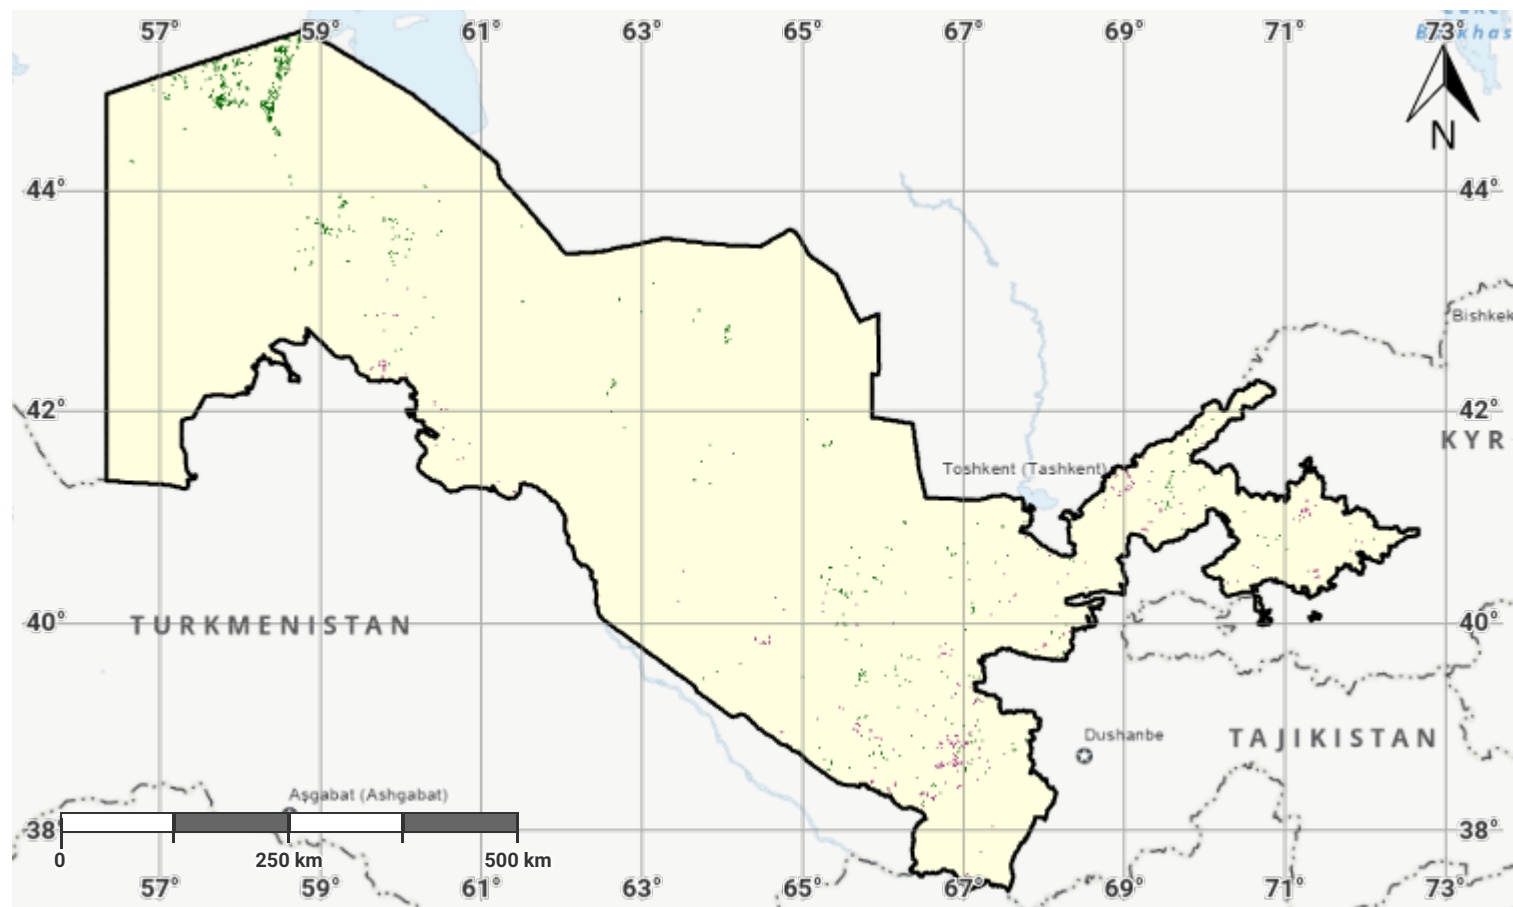 Lake
57° 59° 61° 63° 65° 67° 69° 71° 73°
N
44° 44°
Bishkek
42° 42°
KYR
Toshkent (Tashkent)
40° 40°
TURKMENISTAN
Dushanbe
TAJIKISTAN
Aşgabat (Ashgabat)
38° 38°
0 250 km 500 km
57° 59° 61° 63° 65° 67° 69° 71° 73°